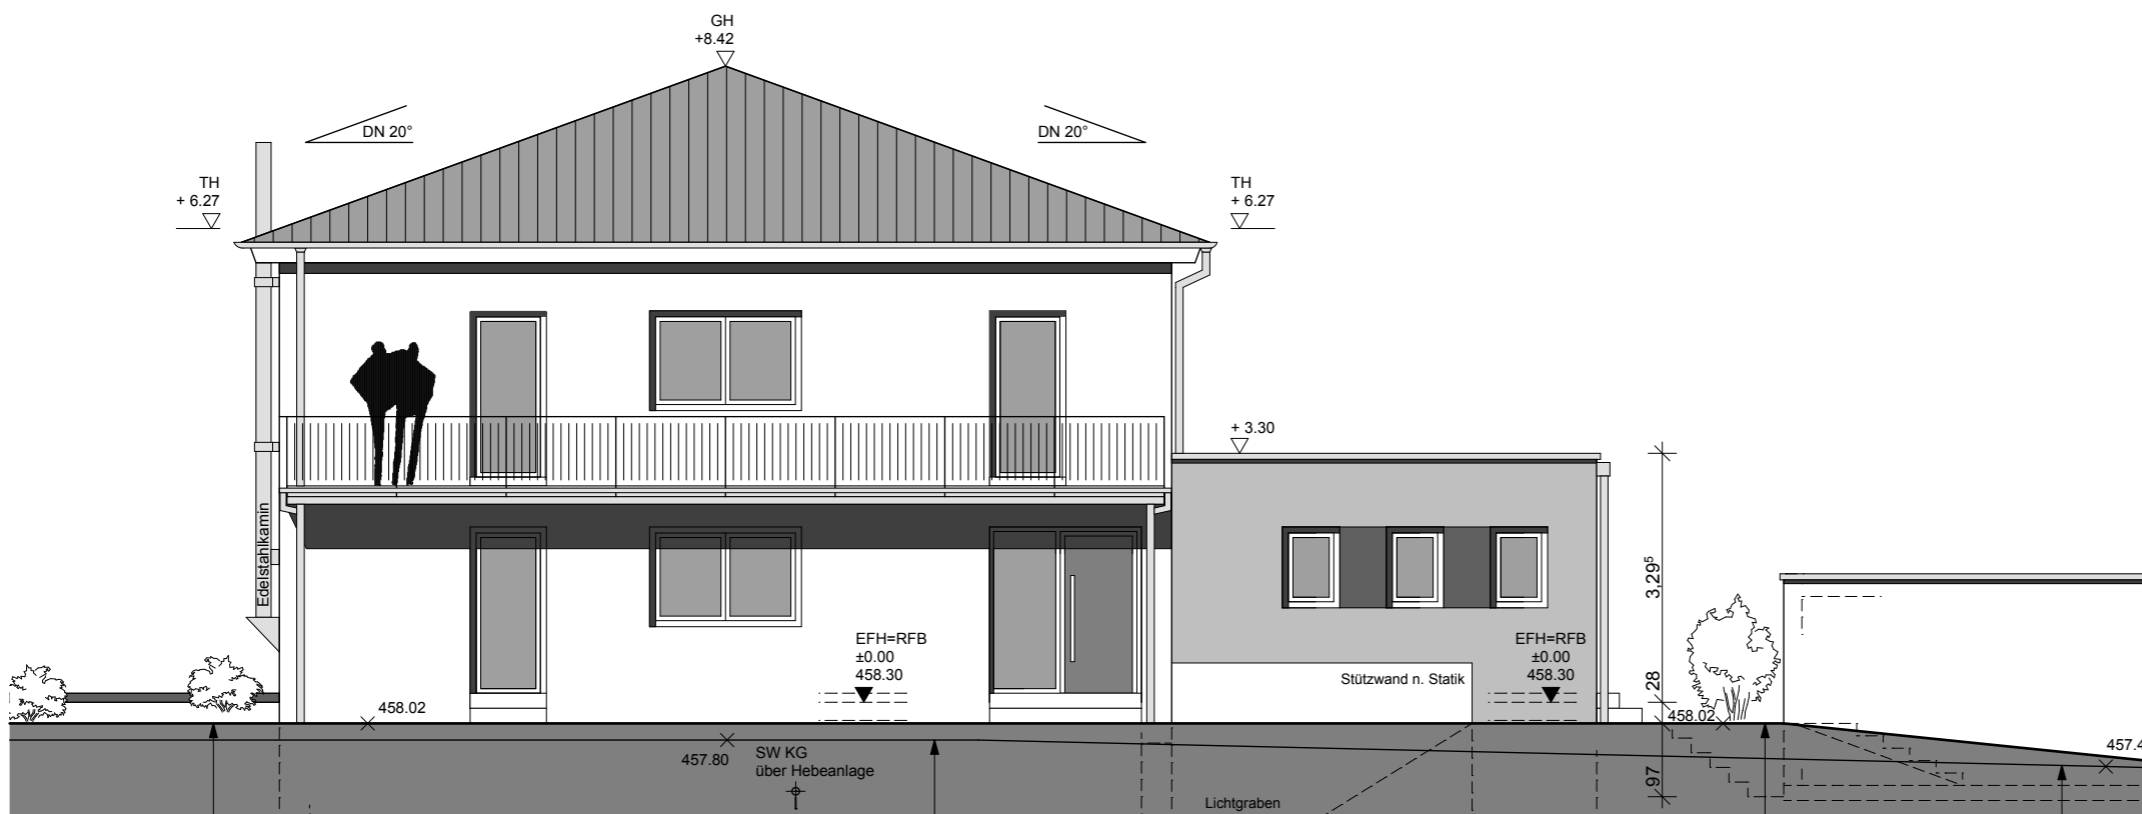 GH
+8.42
DN 20°
DN 20°
TH
+ 6.27
TH
+ 6.27
+ 3.30
Edelstahlkamin
3,29⁵
EFH=RFB
±0.00
458.30
EFH=RFB
±0.00
458.30
Stützwand n. Statik
28
458.02
458.02
457.80
SW KG
über Hebeanlage
457.4
97
Lichtgraben